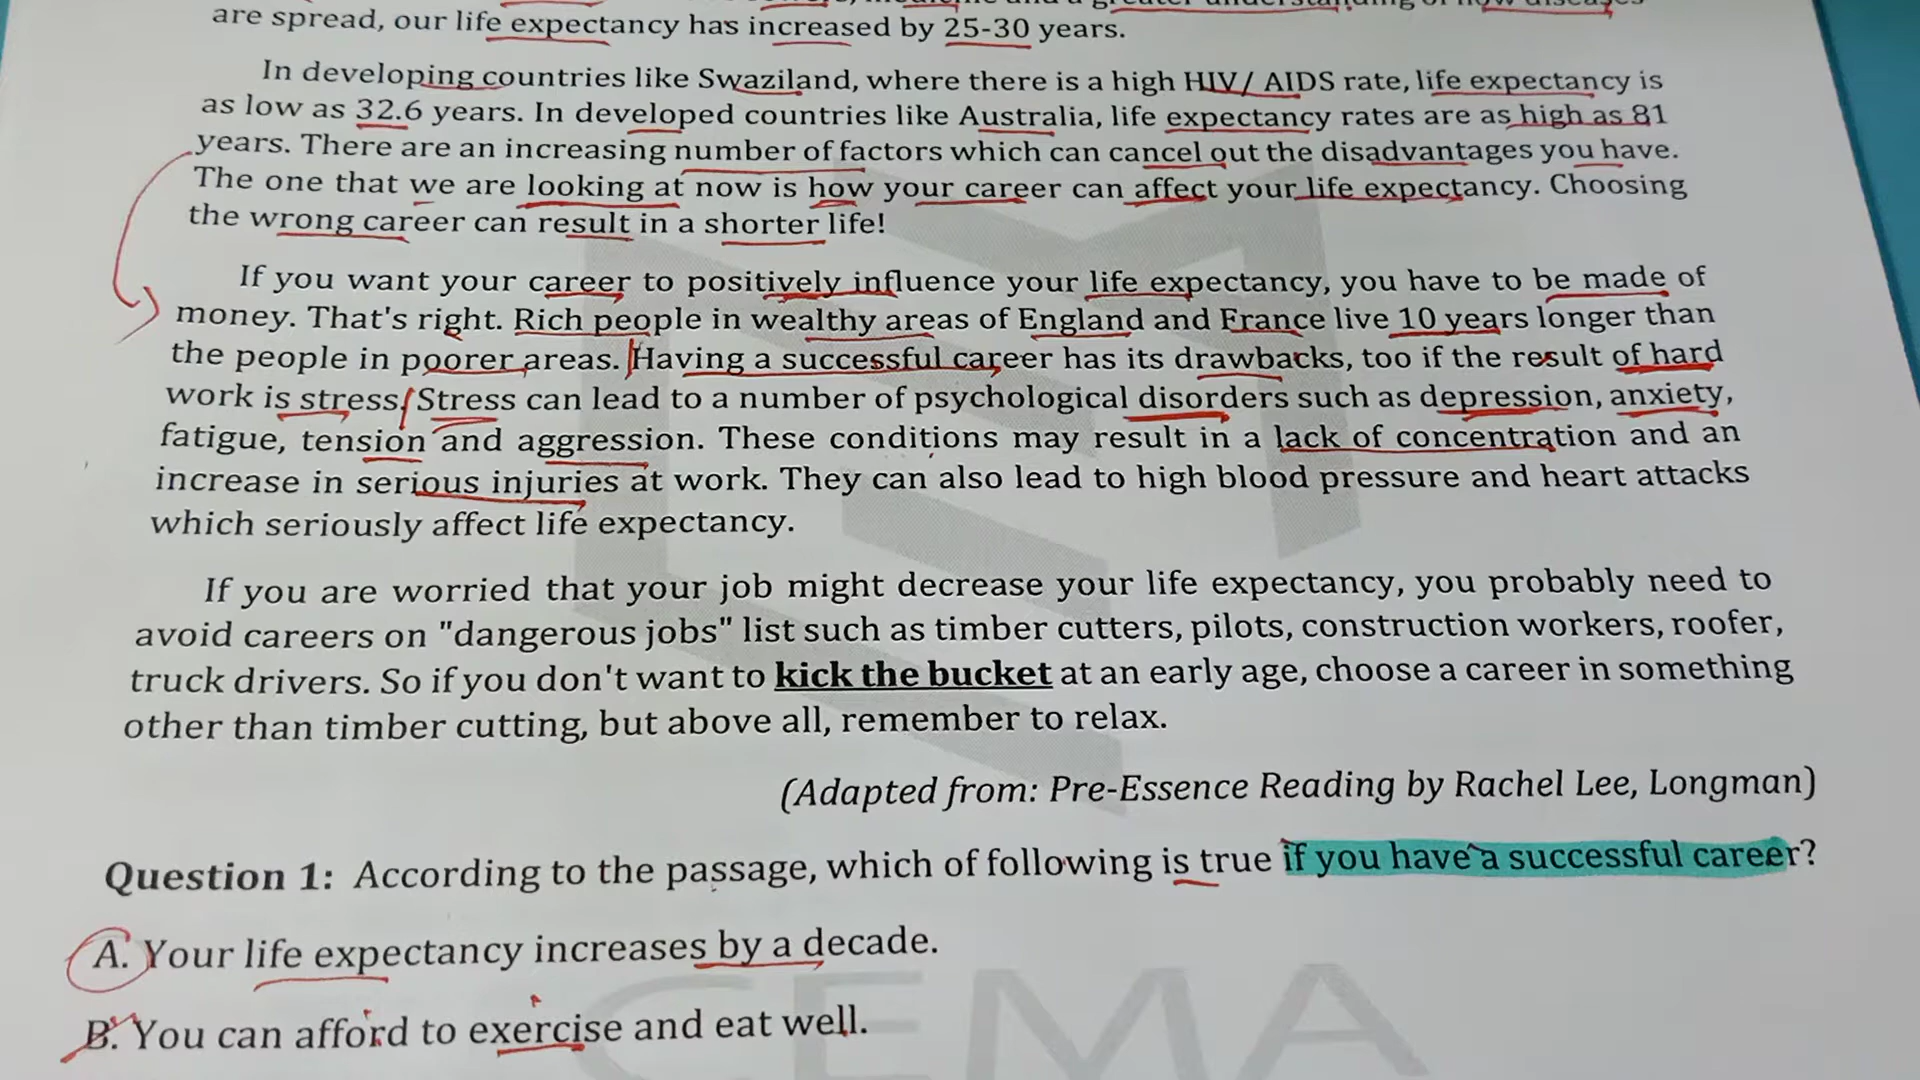 are spread, our life expectancy has increased by 25-30 years.
In developing countries like Swaziland, where there is a high HIV/ AIDS rate, life expectancy is
as low as 32.6 years. In developed countries like Australia, life expectancy rates are as high as 81
years. There are an increasing number of factors which can cancel out the disadvantages you have.
The one that we are looking at now is how your career can affect your life expectancy. Choosing
the wrong career can result in a shorter life!
If you want your career to positively influence your life expectancy, you have to be made of
money. That's right. Rich people in wealthy areas of England and France live 10 years longer than
the people in poorer areas. Having a successful career has its drawbacks, too if the result of hard
work is stress. Stress can lead to a number of psychological disorders such as depression, anxiety,
fatigue, tension and aggression. These conditions may result in a lack of concentration and an
increase in serious injuries at work. They can also lead to high blood pressure and heart attacks
which seriously affect life expectancy.
If you are worried that your job might decrease your life expectancy, you probably need to
avoid careers on "dangerous jobs" list such as timber cutters, pilots, construction workers, roofer,
truck drivers. So if you don't want to kick the bucket at an early age, choose a career in something
other than timber cutting, but above all, remember to relax.
(Adapted from: Pre-Essence Reading by Rachel Lee, Longman)
Question 1: According to the passage, which of following is true if you have a successful career?
A. Your life expectancy increases by a decade.
B. You can afford to exercise and eat well.
CEMA